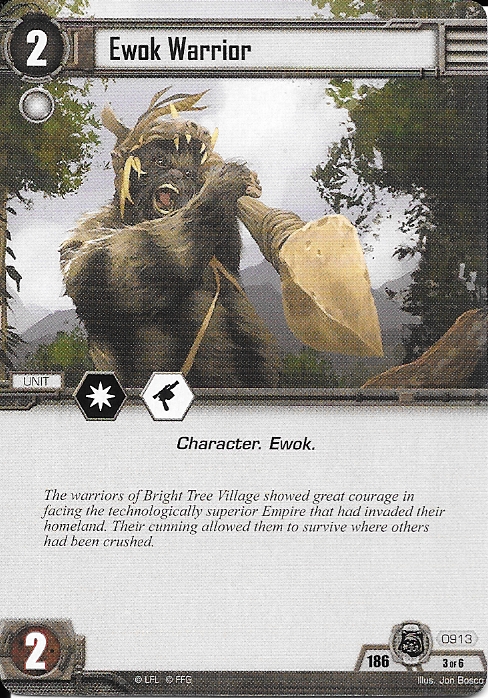 2
Ewok Warrior
UNIT
Character. Ewok.
The warriors of Bright Tree Village showed great courage in
facing the technologically superior Empire that had invaded their
homeland. Their cunning allowed them to survive where others
had been crushed.
2
186
0913
3 of 6
© LFL © FFG
Illus. Jon Bosco